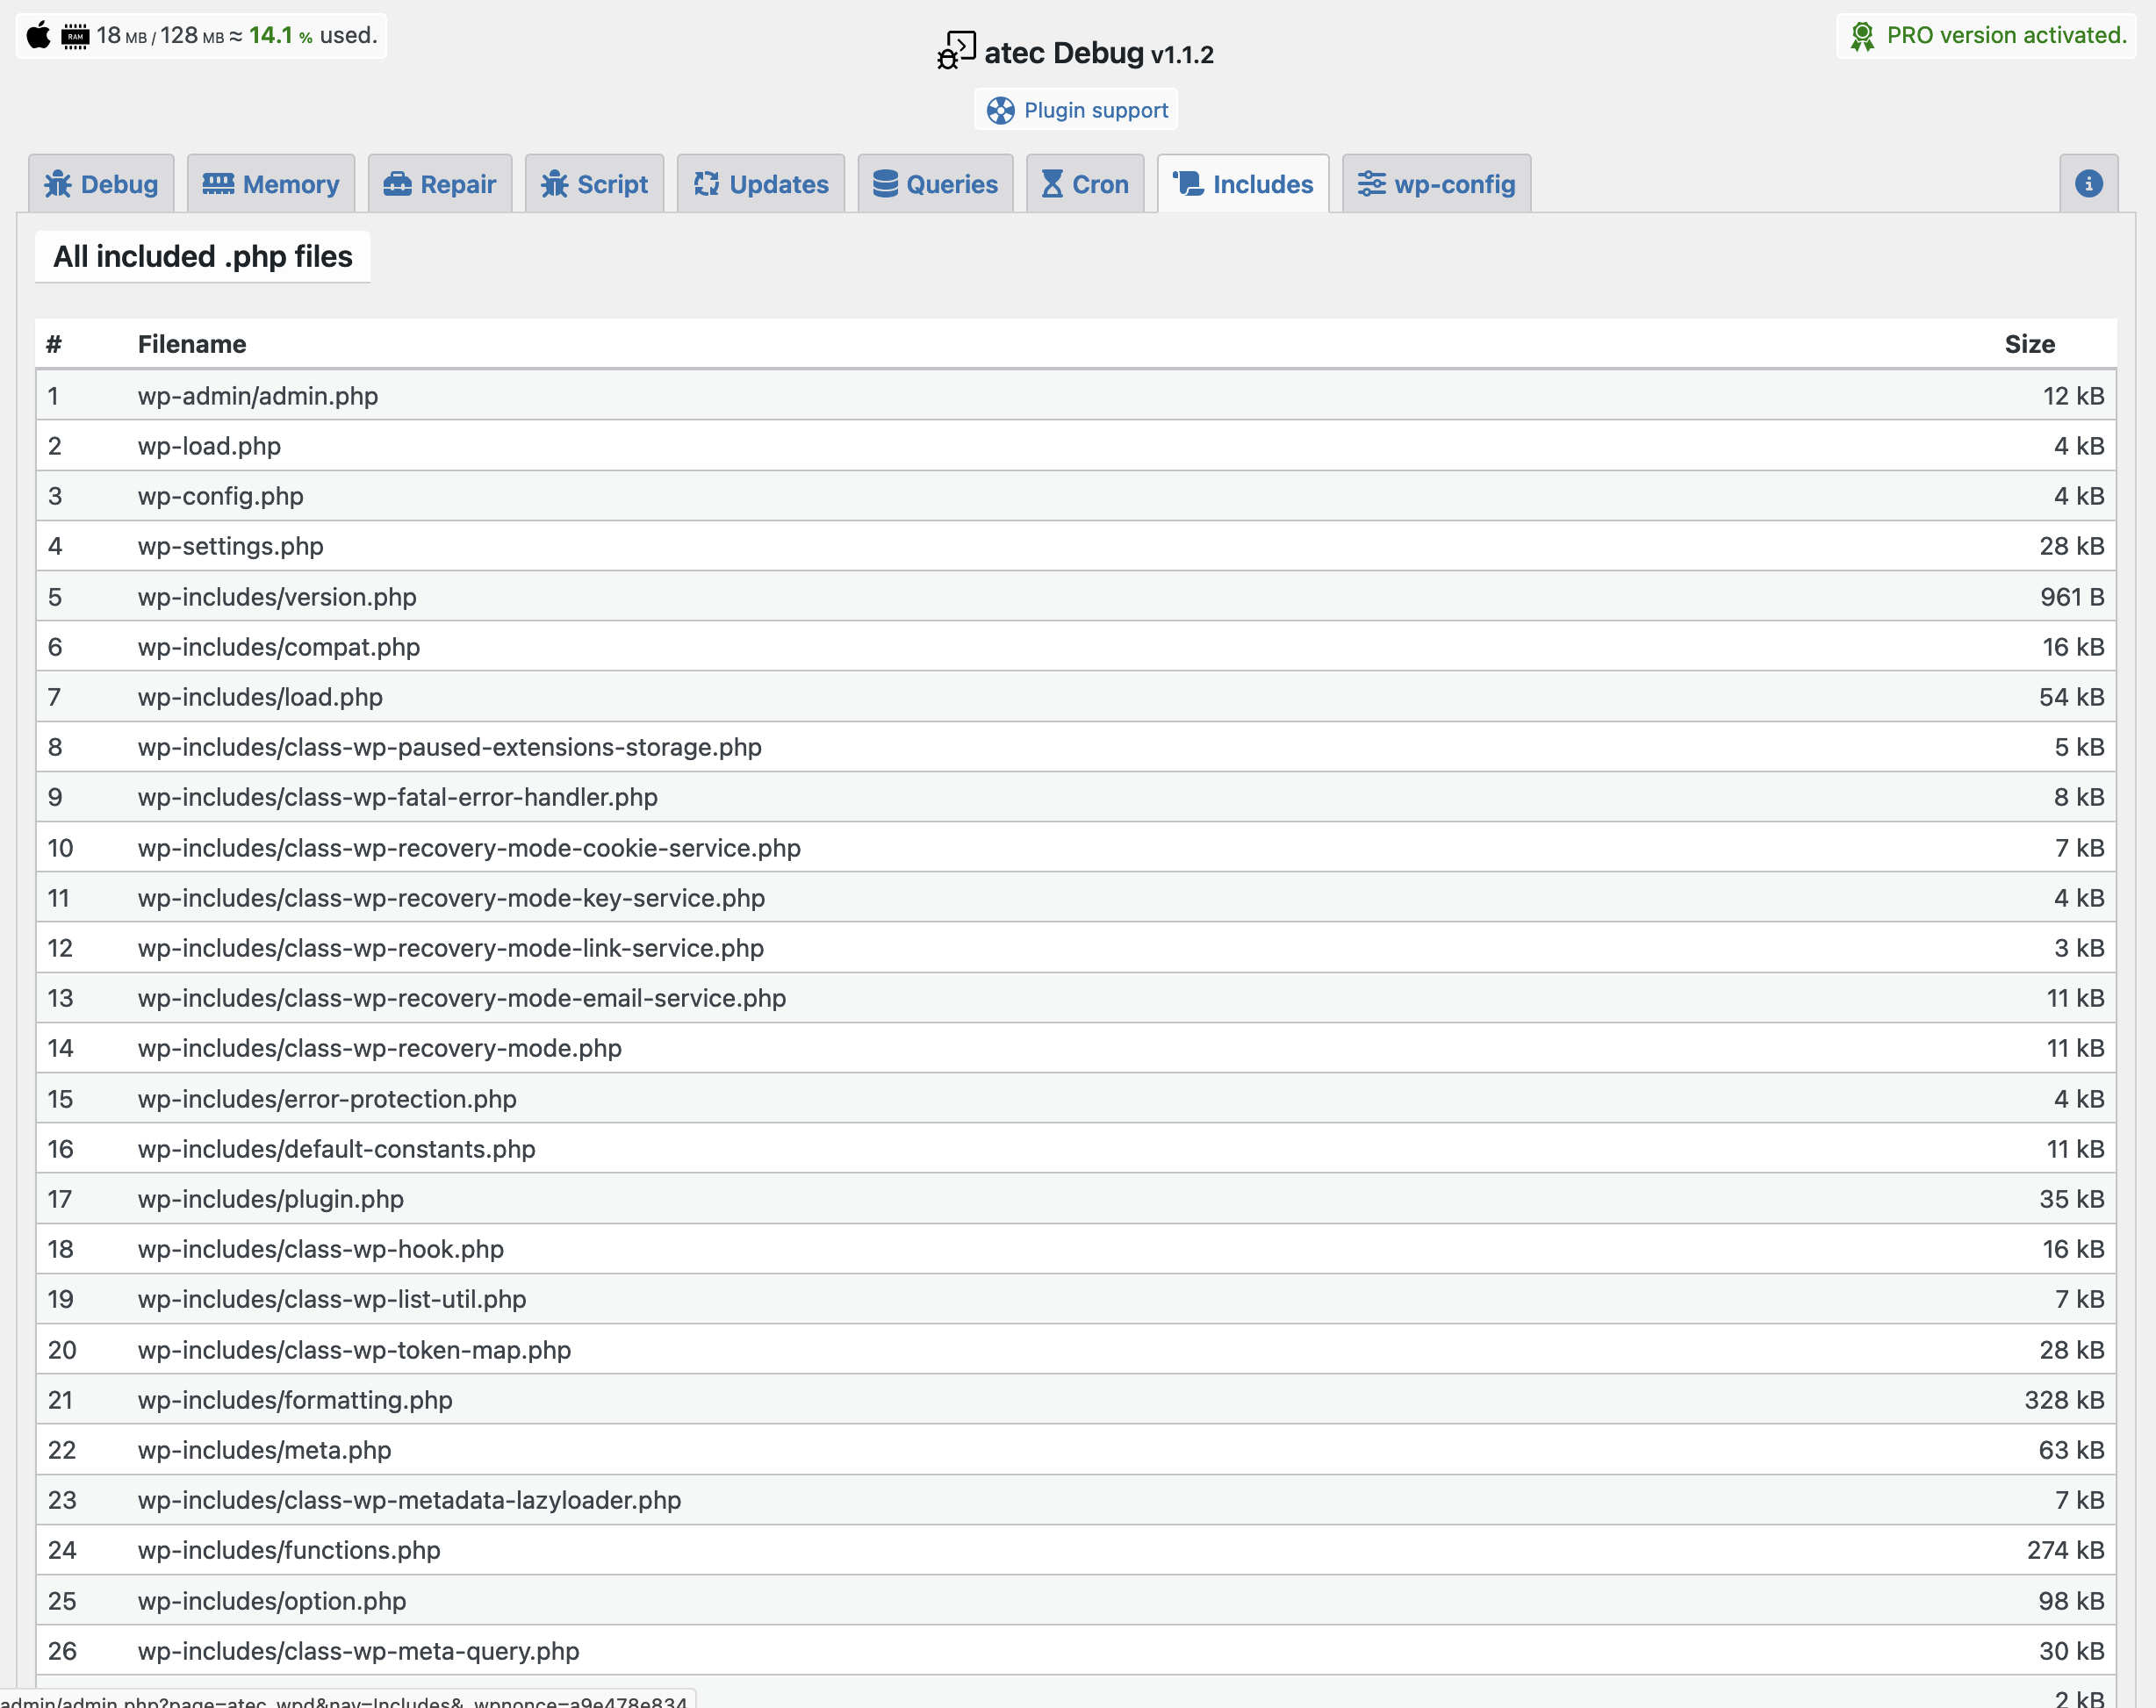 RAM 18 MB / 128 MB ≈ 14.1 % used.
atec Debug v1.1.2
PRO version activated.
Plugin support
Debug Memory Repair Script Updates Queries Cron Includes wp-config
All included .php files
# Filename Size
1 wp-admin/admin.php 12 kB
2 wp-load.php 4 kB
3 wp-config.php 4 kB
4 wp-settings.php 28 kB
5 wp-includes/version.php 961 B
6 wp-includes/compat.php 16 kB
7 wp-includes/load.php 54 kB
8 wp-includes/class-wp-paused-extensions-storage.php 5 kB
9 wp-includes/class-wp-fatal-error-handler.php 8 kB
10 wp-includes/class-wp-recovery-mode-cookie-service.php 7 kB
11 wp-includes/class-wp-recovery-mode-key-service.php 4 kB
12 wp-includes/class-wp-recovery-mode-link-service.php 3 kB
13 wp-includes/class-wp-recovery-mode-email-service.php 11 kB
14 wp-includes/class-wp-recovery-mode.php 11 kB
15 wp-includes/error-protection.php 4 kB
16 wp-includes/default-constants.php 11 kB
17 wp-includes/plugin.php 35 kB
18 wp-includes/class-wp-hook.php 16 kB
19 wp-includes/class-wp-list-util.php 7 kB
20 wp-includes/class-wp-token-map.php 28 kB
21 wp-includes/formatting.php 328 kB
22 wp-includes/meta.php 63 kB
23 wp-includes/class-wp-metadata-lazyloader.php 7 kB
24 wp-includes/functions.php 274 kB
25 wp-includes/option.php 98 kB
26 wp-includes/class-wp-meta-query.php 30 kB
2 kB
admin/admin.php?page=atec_wpd&nav=Includes&_wpnonce=a9e478e834